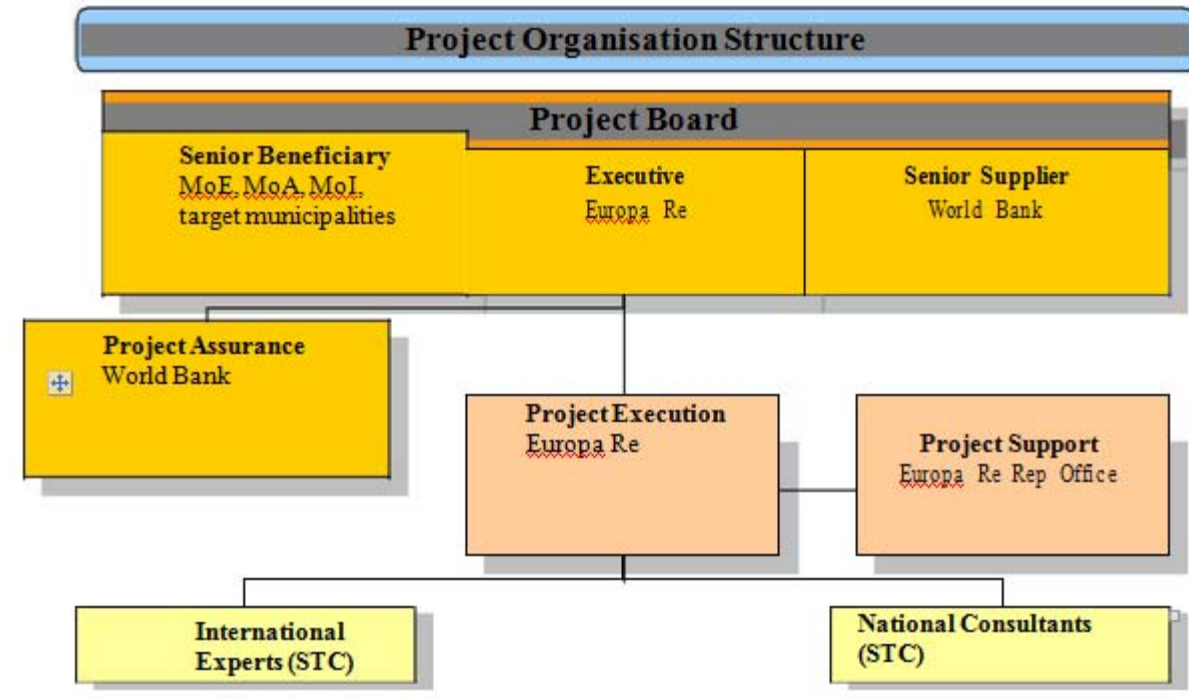 Project Organisation Structure
Project Board
Senior Beneficiary
MoE, MoA, MoI,
target municipalities
Executive
Europa Re
Senior Supplier
World Bank
Project Assurance
World Bank
Project Execution
Europa Re
Project Support
Europa Re Rep Office
International
Experts (STC)
National Consultants
(STC)